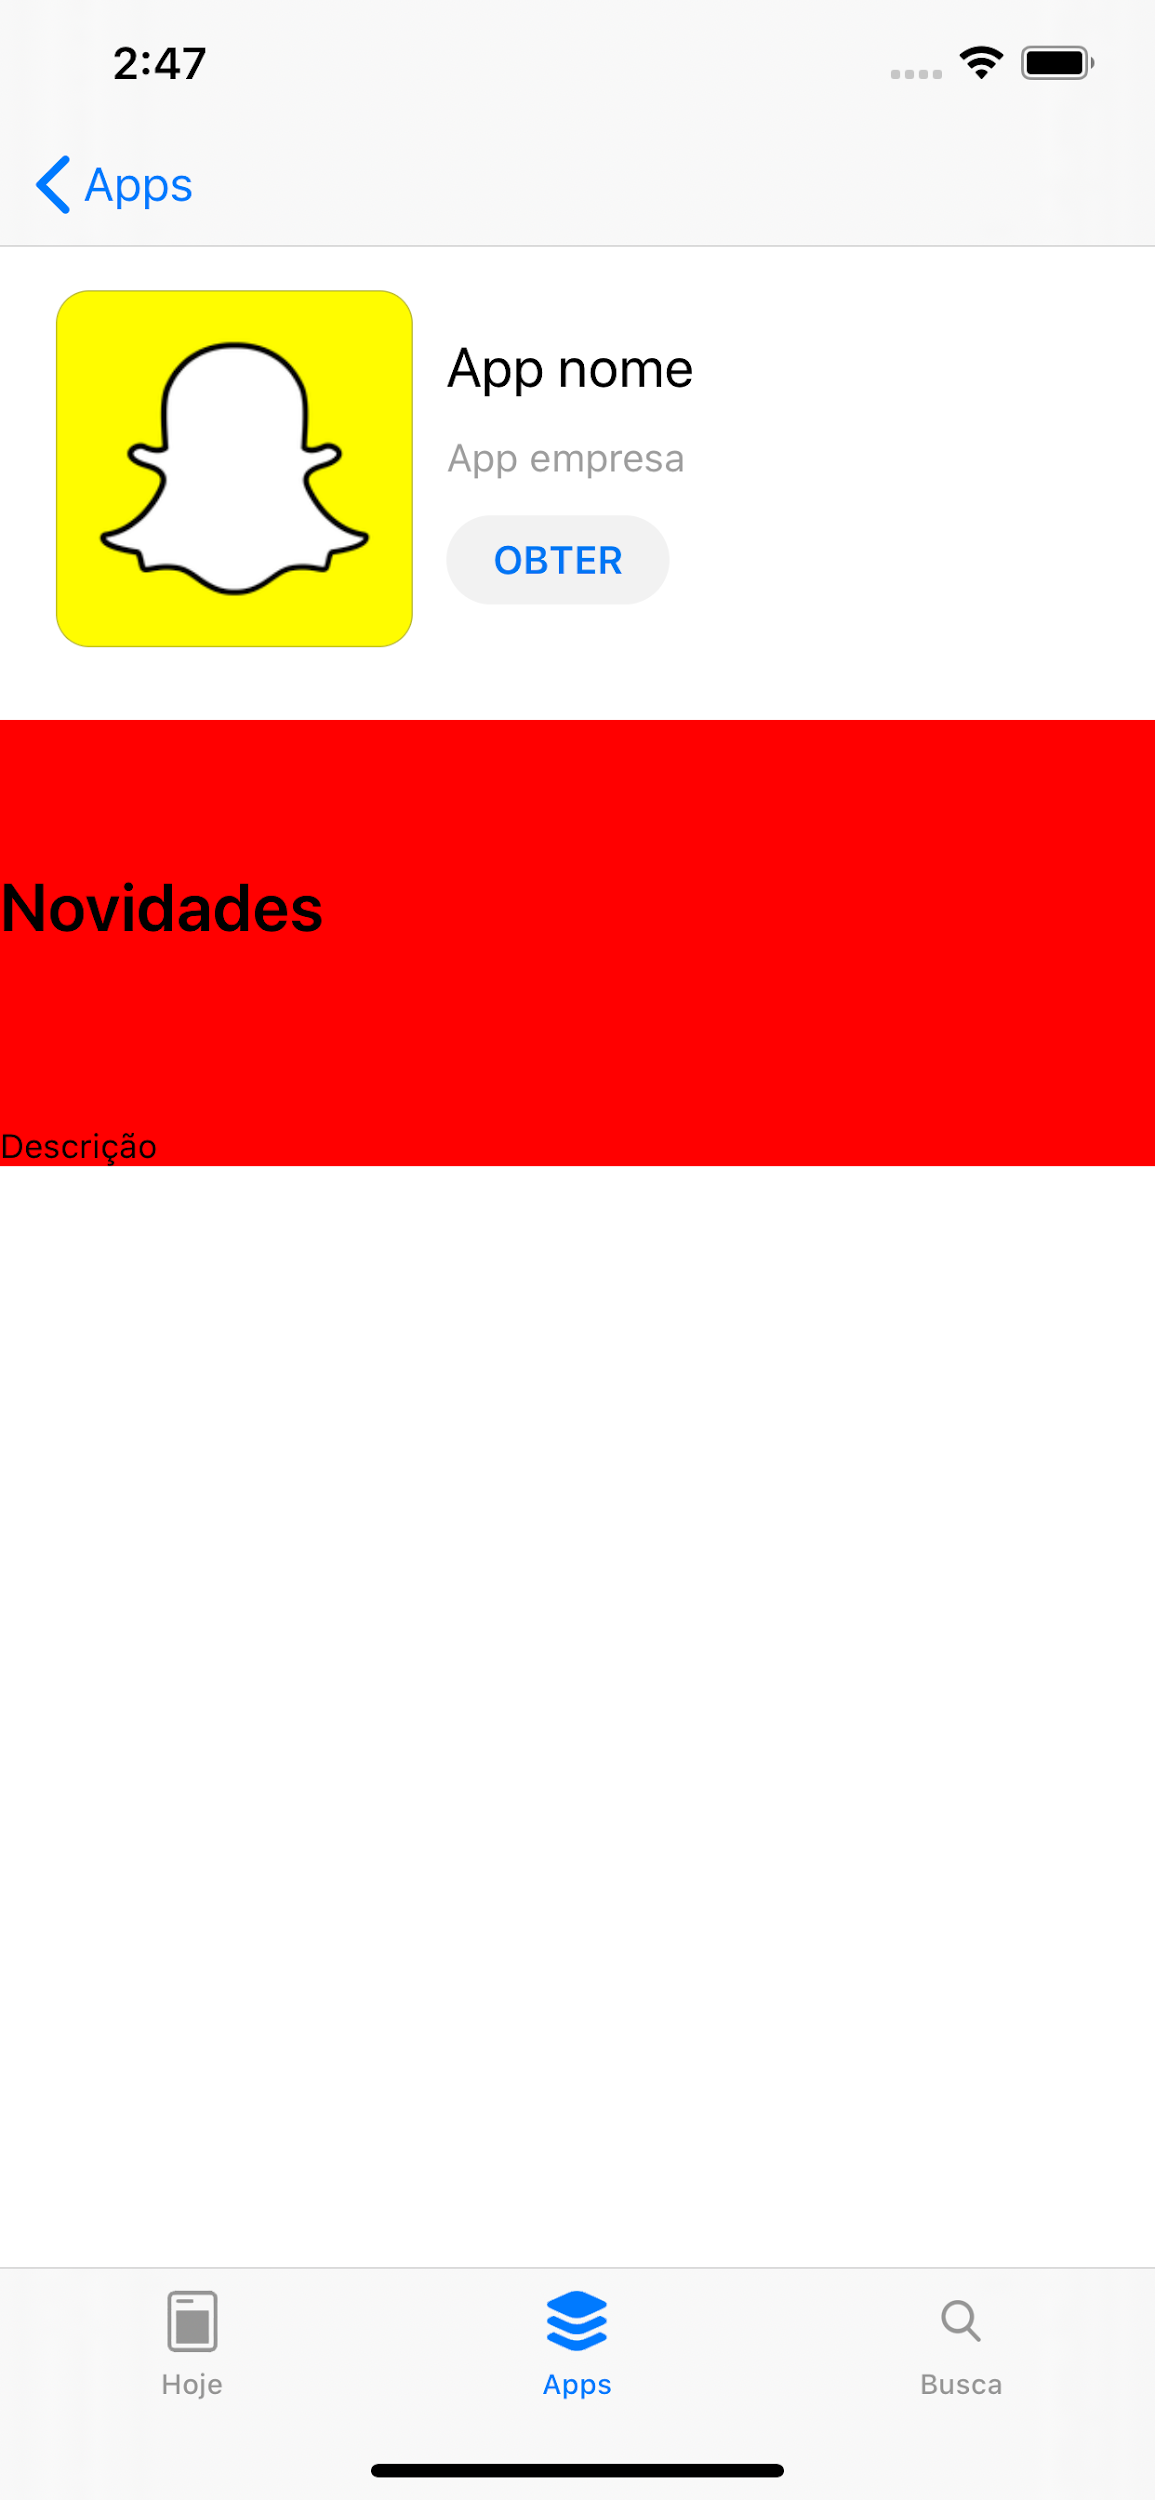 2:47
Apps
App nome
App empresa
OBTER
Novidades
Descrição
Hoje
Apps
Busca